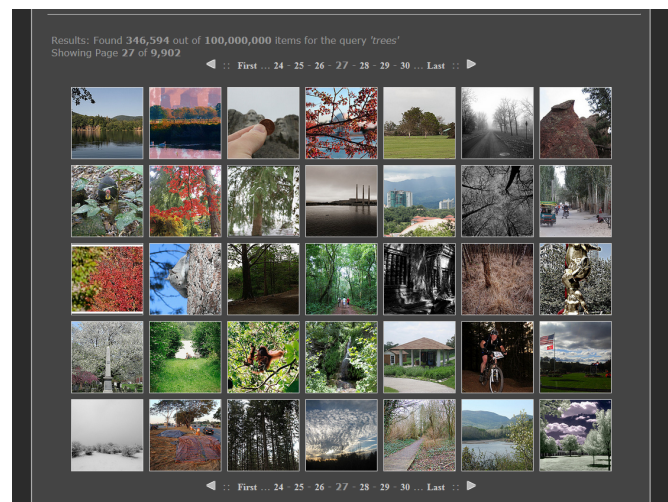 Results: Found 346,594 out of 100,000,000 items for the query 'trees'
Showing Page 27 of 9,902
:: First ... 24 - 25 - 26 - 27 - 28 - 29 - 30 ... Last ::
:: First ... 24 - 25 - 26 - 27 - 28 - 29 - 30 ... Last ::